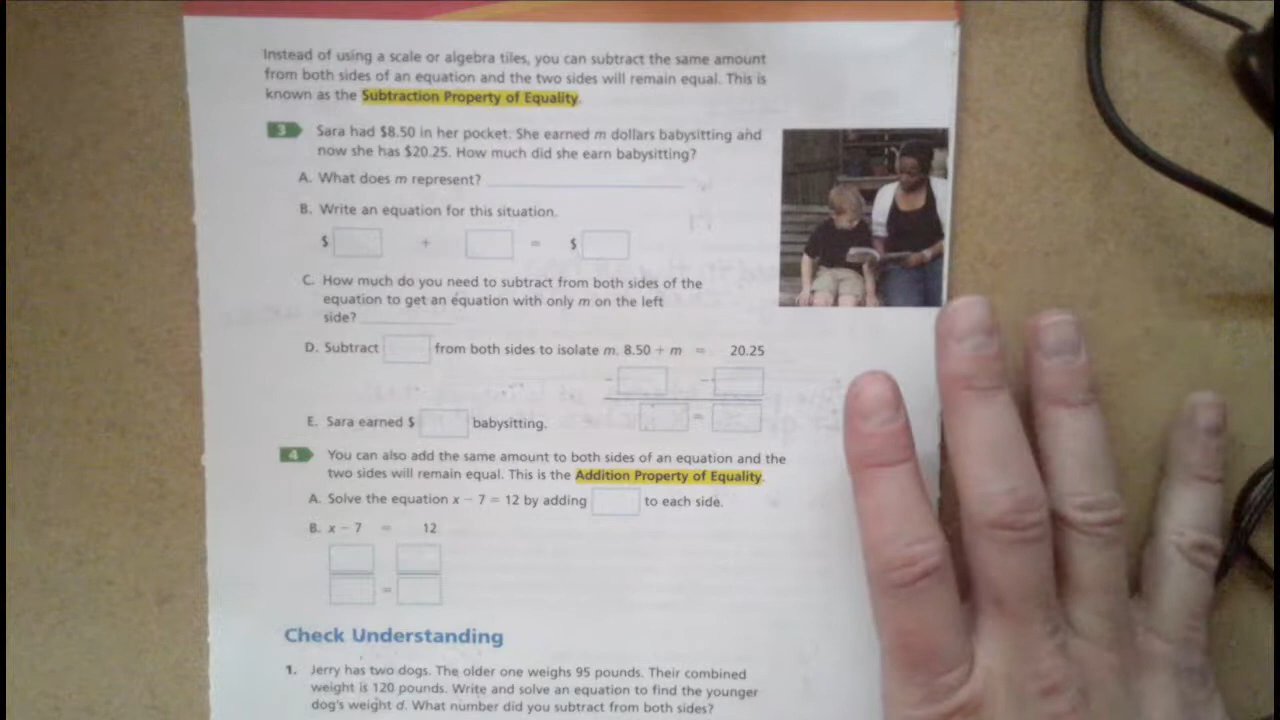 Instead of using a scale or algebra tiles, you can subtract the same amount
from both sides of an equation and the two sides will remain equal. This is
known as the Subtraction Property of Equality.
3 Sara had $8.50 in her pocket. She earned m dollars babysitting and
now she has $20.25. How much did she earn babysitting?
A. What does m represent?
B. Write an equation for this situation.
$ + = $
C. How much do you need to subtract from both sides of the
equation to get an equation with only m on the left
side?
D. Subtract from both sides to isolate m. 8.50 + m = 20.25
- -
=
E. Sara earned $ babysitting.
4 You can also add the same amount to both sides of an equation and the
two sides will remain equal. This is the Addition Property of Equality.
A. Solve the equation x − 7 = 12 by adding to each side.
B. x − 7 = 12
=
Check Understanding
1. Jerry has two dogs. The older one weighs 95 pounds. Their combined
weight is 120 pounds. Write and solve an equation to find the younger
dog's weight d. What number did you subtract from both sides?